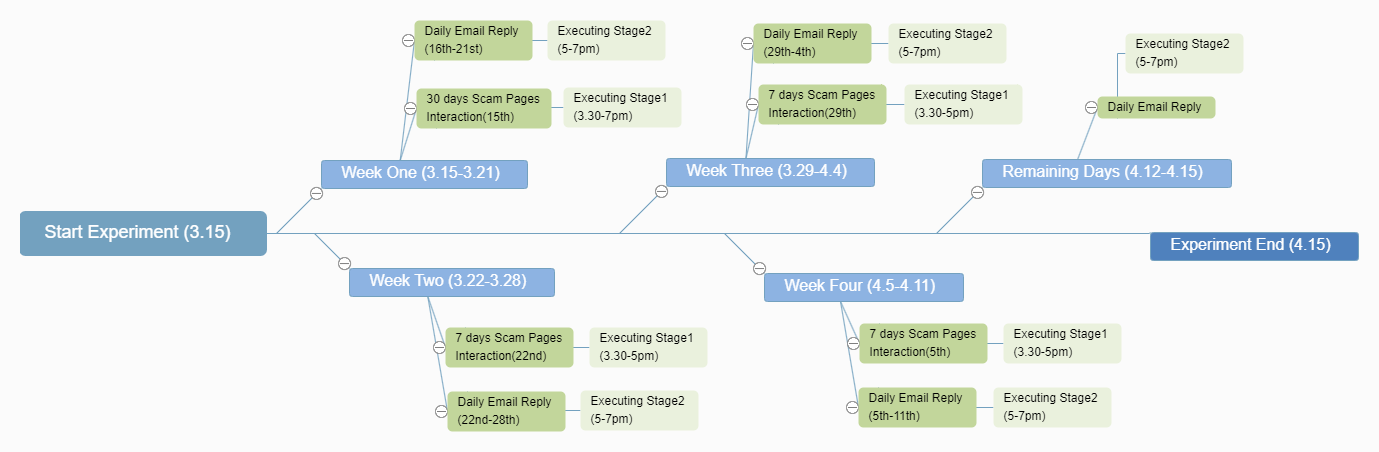 Daily Email Reply
(16th-21st)
Executing Stage2
(5-7pm)
30 days Scam Pages
Interaction(15th)
Executing Stage1
(3.30-7pm)
Week One (3.15-3.21)
Daily Email Reply
(29th-4th)
Executing Stage2
(5-7pm)
7 days Scam Pages
Interaction(29th)
Executing Stage1
(3.30-5pm)
Week Three (3.29-4.4)
Executing Stage2
(5-7pm)
Daily Email Reply
Remaining Days (4.12-4.15)
Start Experiment (3.15)
Experiment End (4.15)
Week Two (3.22-3.28)
7 days Scam Pages
Interaction(22nd)
Executing Stage1
(3.30-5pm)
Daily Email Reply
(22nd-28th)
Executing Stage2
(5-7pm)
Week Four (4.5-4.11)
7 days Scam Pages
Interaction(5th)
Executing Stage1
(3.30-5pm)
Daily Email Reply
(5th-11th)
Executing Stage2
(5-7pm)